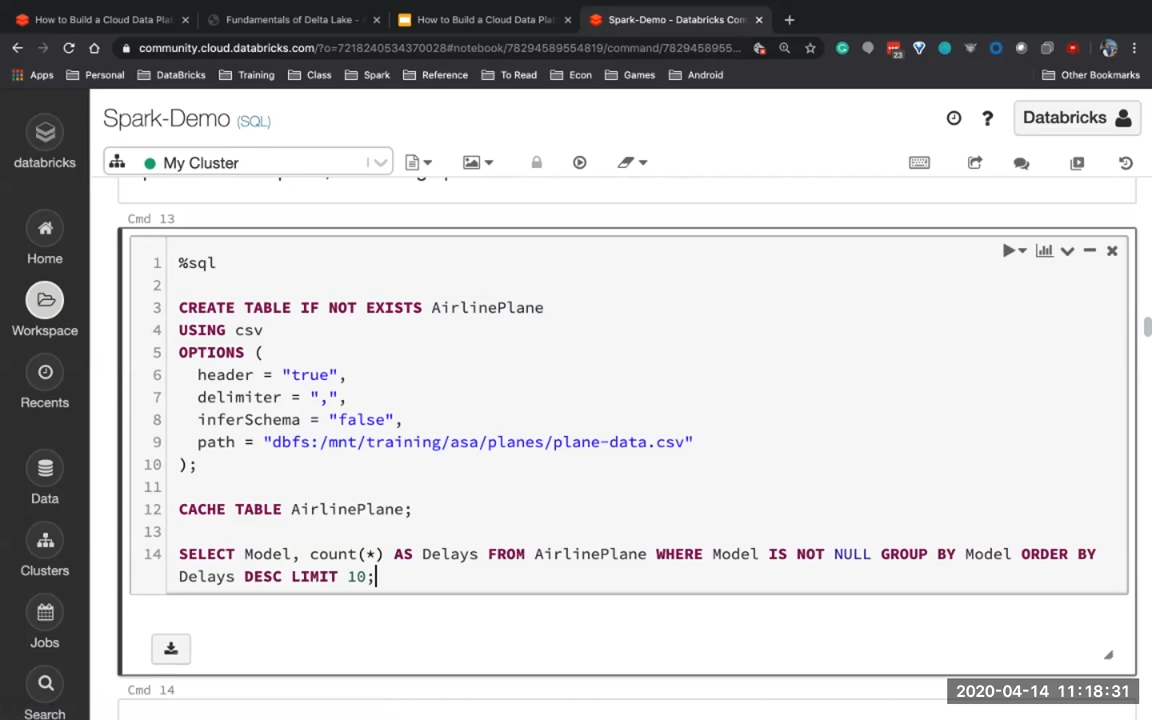 How to Build a Cloud Data Plat
Fundamentals of Delta Lake -
How to Build a Cloud Data Plat
Spark-Demo - Databricks Com
community.cloud.databricks.com/?o=7218240534370028#notebook/78294589554819/command/7829458955...
23
Apps Personal DataBricks Training Class Spark Reference To Read Econ Games Android Other Bookmarks
databricks
Home
Workspace
Recents
Data
Clusters
Jobs
Search
Spark-Demo (SQL)
? Databricks
My Cluster
Cmd 13
1 %sql
2
3 CREATE TABLE IF NOT EXISTS AirlinePlane
4 USING csv
5 OPTIONS (
6 header = "true",
7 delimiter = ",",
8 inferSchema = "false",
9 path = "dbfs:/mnt/training/asa/planes/plane-data.csv"
10 );
11
12 CACHE TABLE AirlinePlane;
13
14 SELECT Model, count(*) AS Delays FROM AirlinePlane WHERE Model IS NOT NULL GROUP BY Model ORDER BY
Delays DESC LIMIT 10;
Cmd 14
2020-04-14 11:18:31